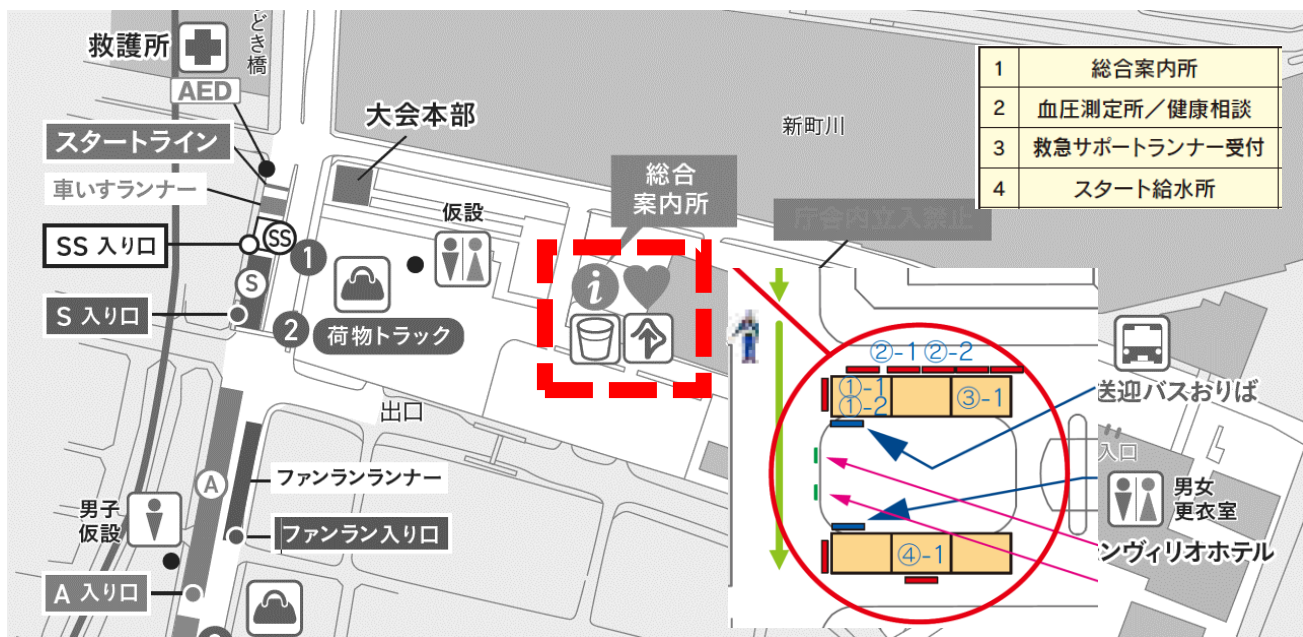 救護所
どき橋
AED
スタートライン
車いすランナー
SS 入り口
SS
S
S 入り口
1
2
大会本部
仮設
荷物トラック
出口
総合
案内所
i
新町川
庁舎内立入禁止
1 総合案内所
2 血圧測定所／健康相談
3 救急サポートランナー受付
4 スタート給水所
②-1 ②-2
①-1
①-2
③-1
④-1
送迎バスおりば
入口
男女
更衣室
ンヴィリオホテル
A
ファンランランナー
ファンラン入り口
男子
仮設
A 入り口